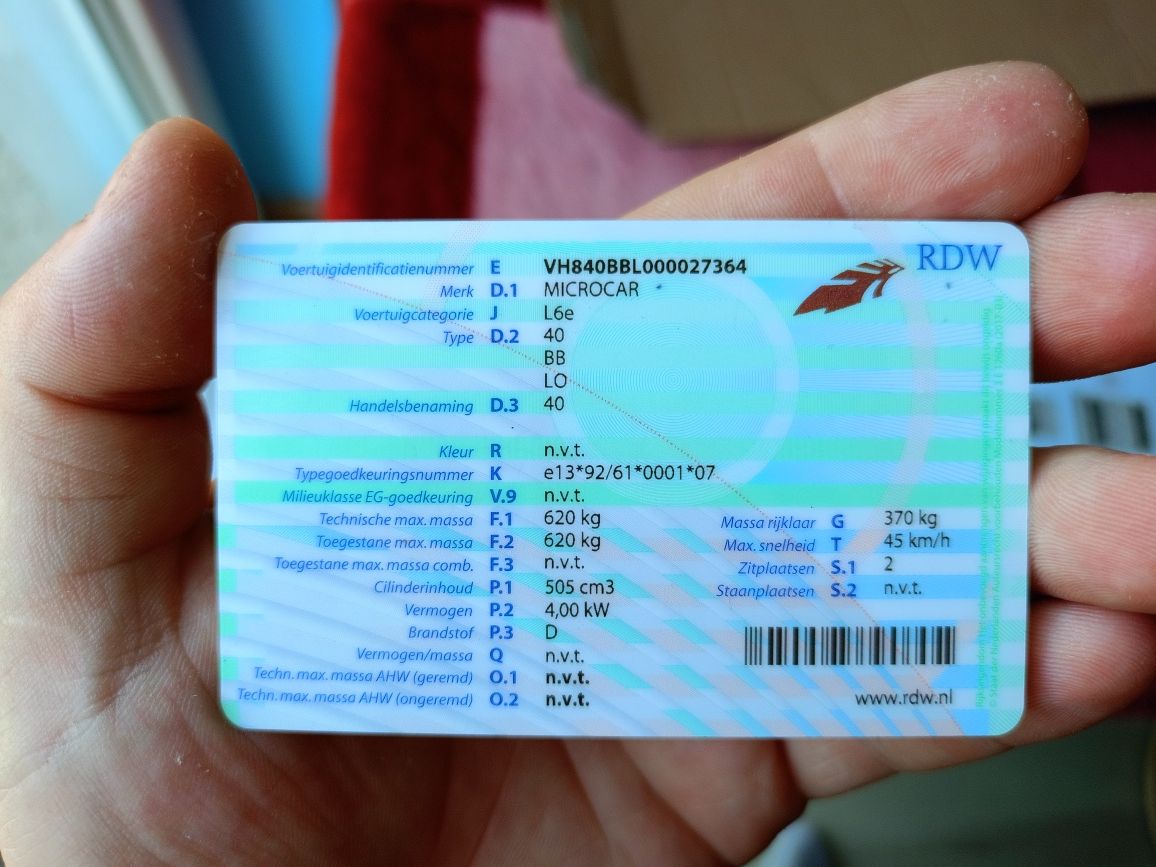 RDW
Voertuigidentificatienummer E VH840BBL000027364
Merk D.1 MICROCAR
Voertuigcategorie J L6e
Type D.2 40
BB
LO
Handelsbenaming D.3 40
Kleur R n.v.t.
Typegoedkeuringsnummer K e13*92/61*0001*07
Milieuklasse EG-goedkeuring V.9 n.v.t.
Technische max. massa F.1 620 kg Massa rijklaar G 370 kg
Toegestane max. massa F.2 620 kg Max. snelheid T 45 km/h
Toegestane max. massa comb. F.3 n.v.t. Zitplaatsen S.1 2
Cilinderinhoud P.1 505 cm3 Staanplaatsen S.2 n.v.t.
Vermogen P.2 4,00 kW
Brandstof P.3 D
Vermogen/massa Q n.v.t.
Techn. max. massa AHW (geremd) O.1 n.v.t.
Techn. max. massa AHW (ongeremd) O.2 n.v.t.
www.rdw.nl